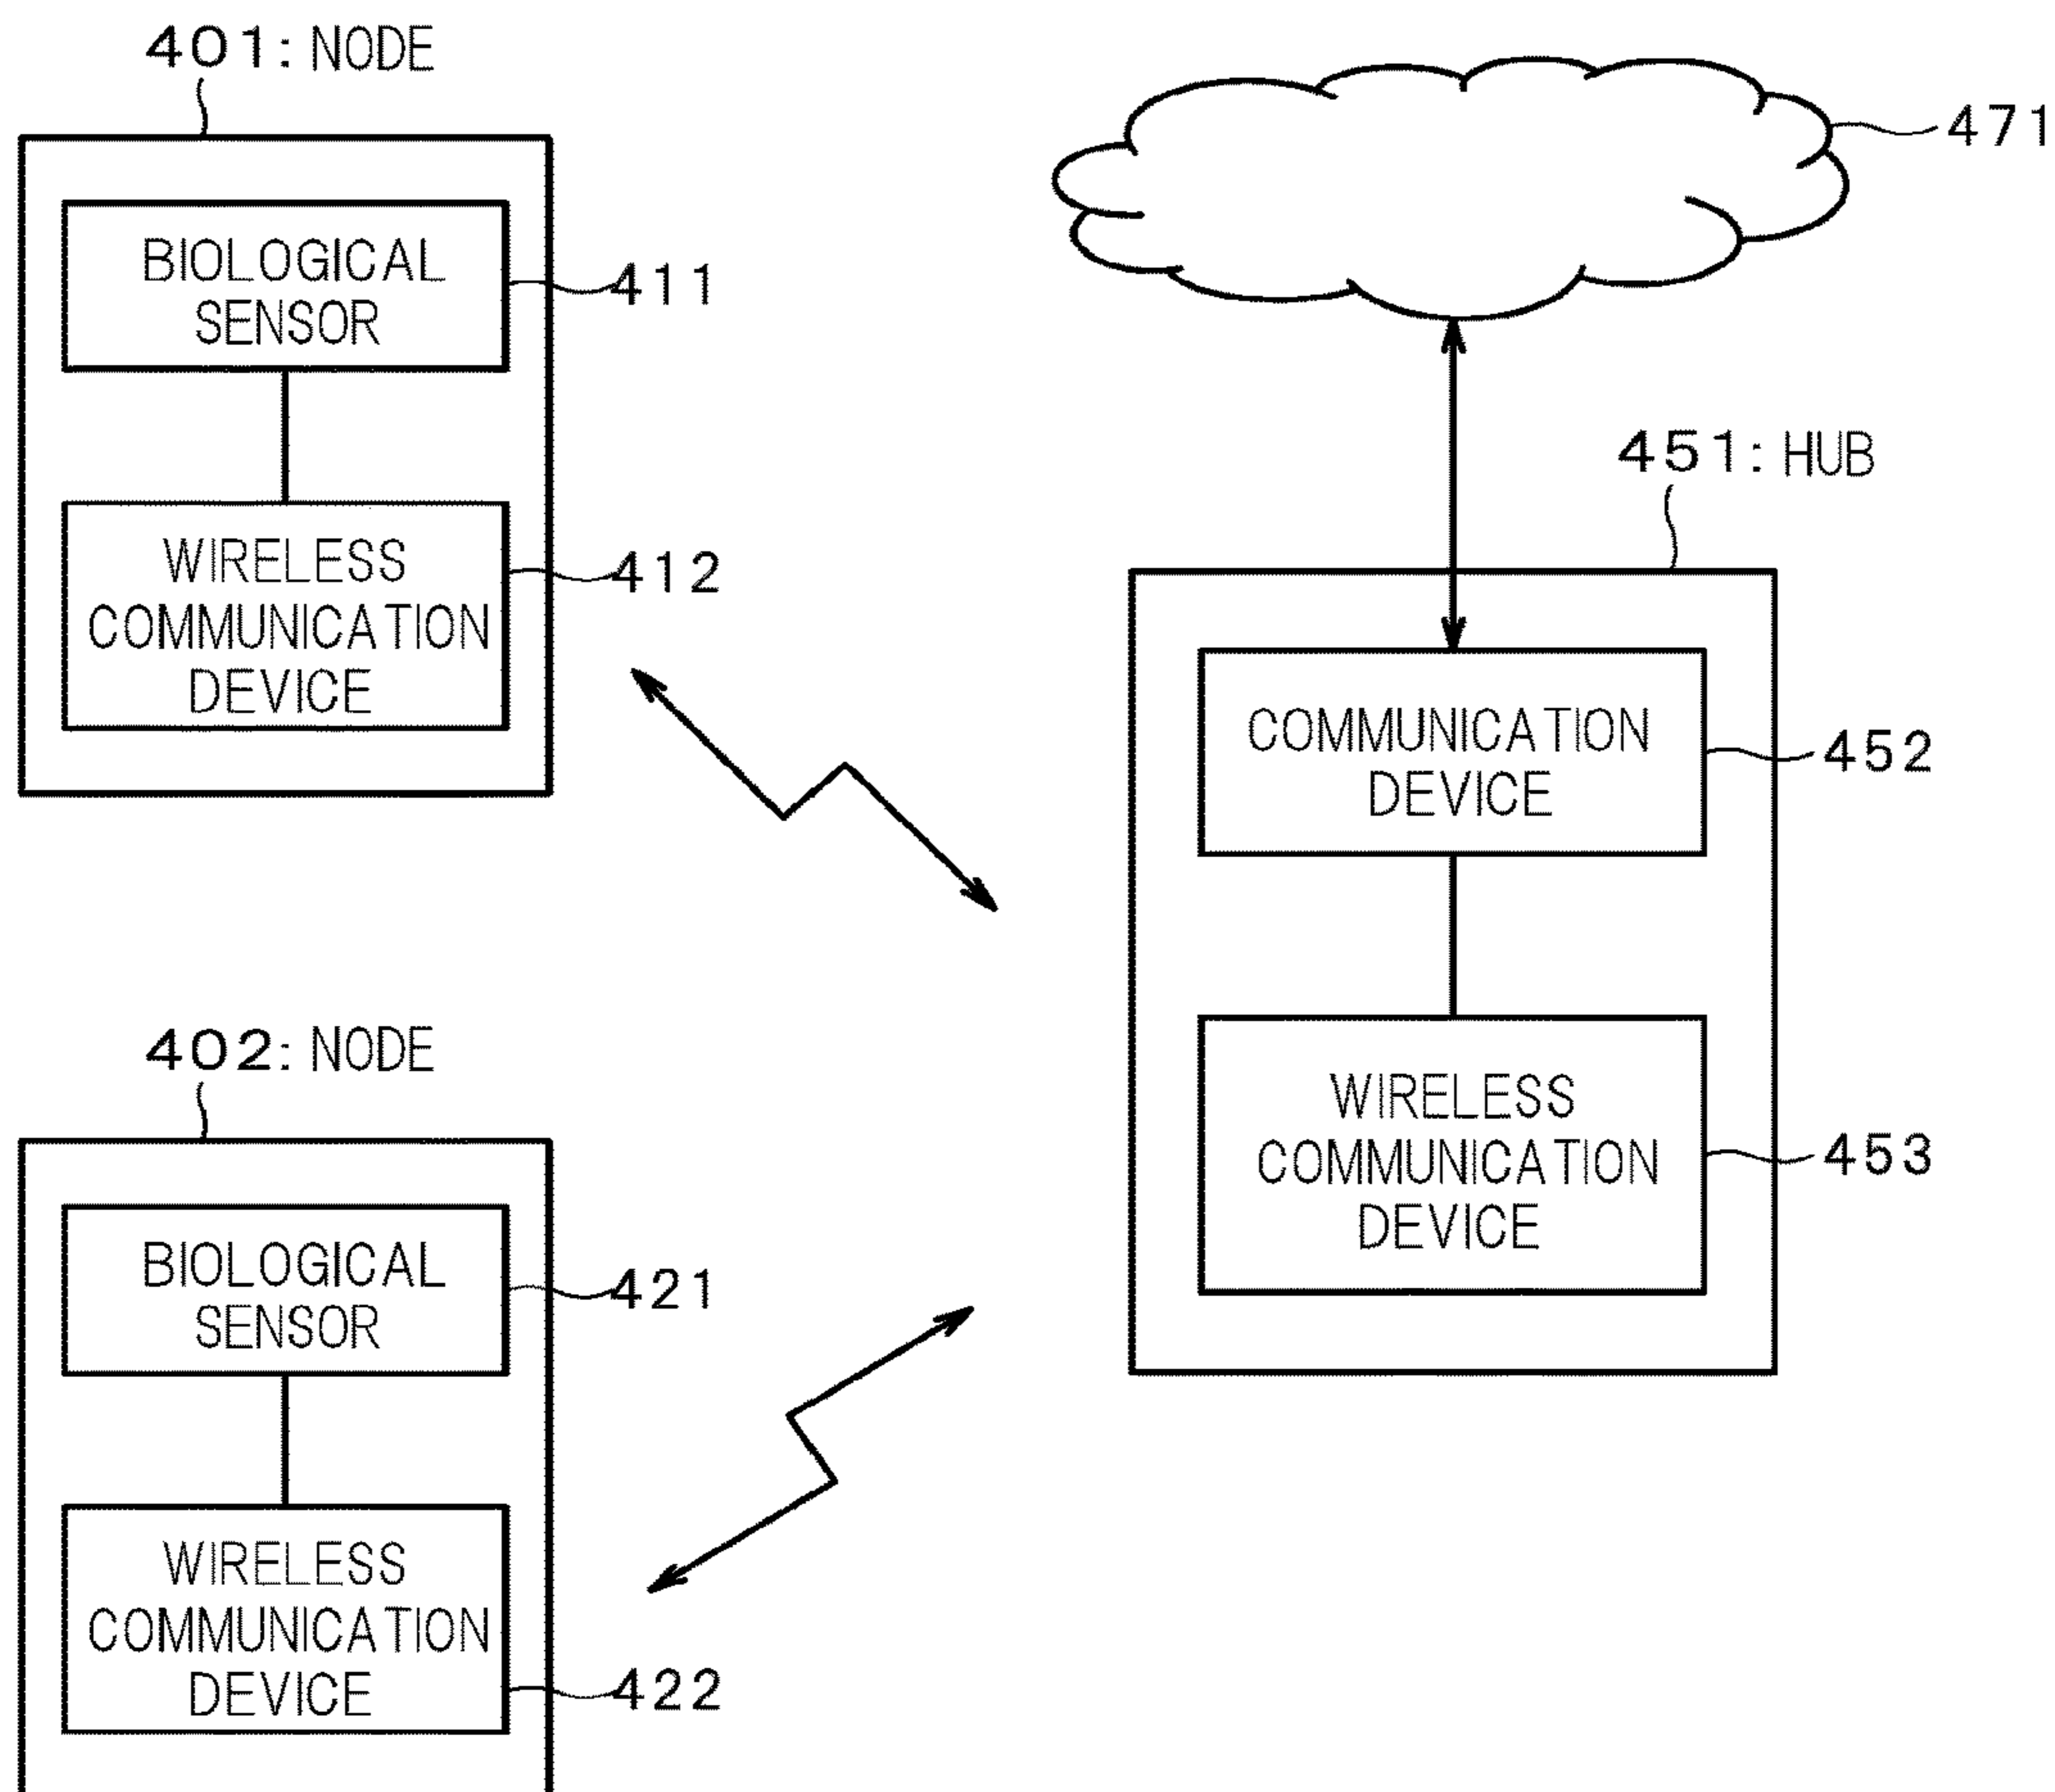 401: NODE
BIOLOGICAL
SENSOR
411
WIRELESS
COMMUNICATION
DEVICE
412
402: NODE
BIOLOGICAL
SENSOR
421
WIRELESS
COMMUNICATION
DEVICE
422
471
451: HUB
COMMUNICATION
DEVICE
452
WIRELESS
COMMUNICATION
DEVICE
453